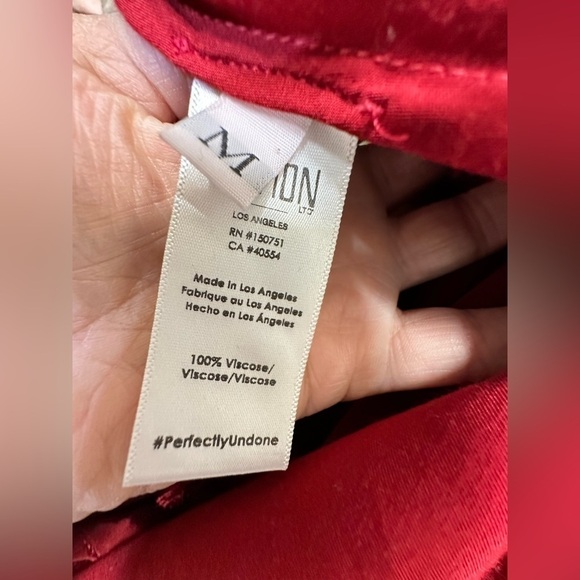 M
LTD
LOS ANGELES
RN #150751
CA #40554
Made in Los Angeles
Fabrique au Los Angeles
Hecho en Los Ángeles
100% Viscose/
Viscose/Viscose
#PerfectlyUndone